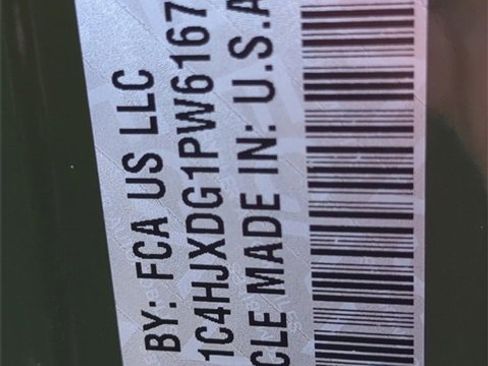 BY: FCA US LLC
1C4HJXDG1PW6167
CLE MADE IN: U.S.A